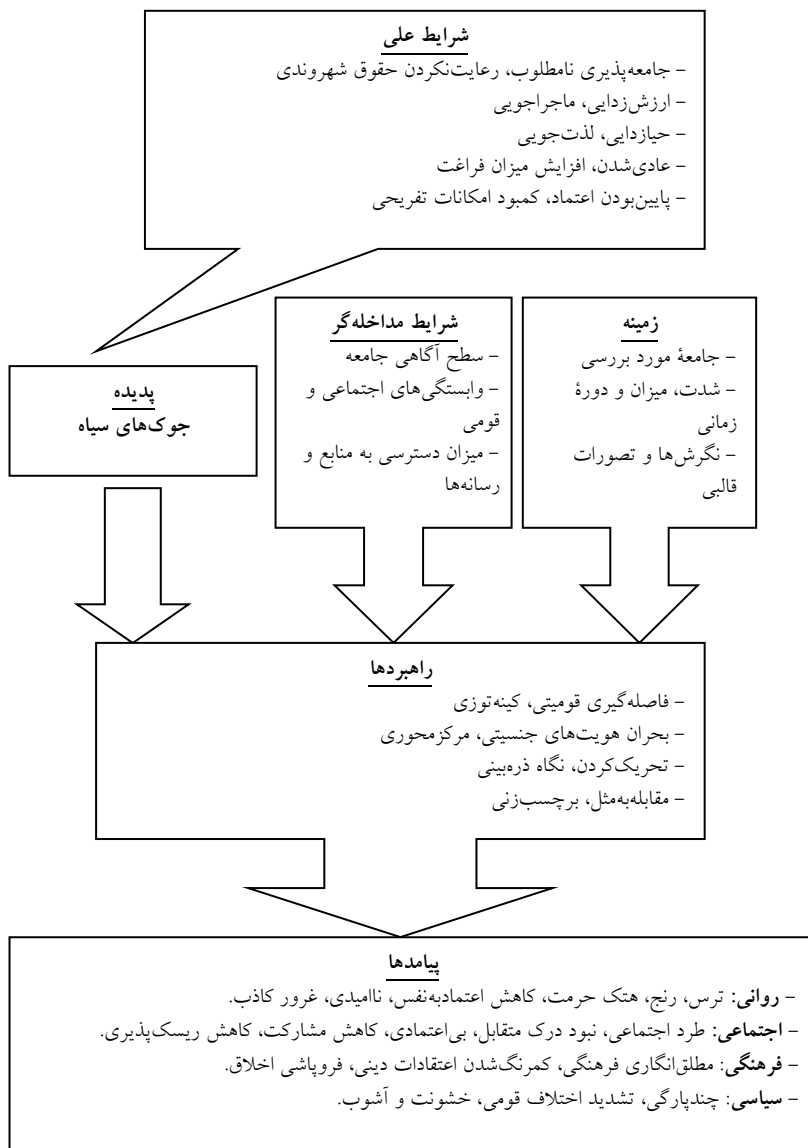 شرایط علی
- جامعه‌پذیری نامطلوب، رعایت‌نکردن حقوق شهروندی
- ارزش‌زدایی، ماجراجویی
- حیازدایی، لذت‌جویی
- عادی‌شدن، افزایش میزان فراغت
- پایین‌بودن اعتماد، کمبود امکانات تفریحی
زمینه
- جامعهٔ مورد بررسی
- شدت، میزان و دورهٔ
زمانی
- نگرش‌ها و تصورات
قالبی
شرایط مداخله‌گر
- سطح آگاهی جامعه
- وابستگی‌های اجتماعی و
قومی
- میزان دسترسی به منابع و
رسانه‌ها
پدیده
جوک‌های سیاه
راهبردها
- فاصله‌گیری قومیتی، کینه‌توزی
- بحران هویت‌های جنسیتی، مرکزمحوری
- تحریک‌کردن، نگاه ذره‌بینی
- مقابله‌به‌مثل، برچسب‌زنی
پیامدها
- روانی: ترس، رنج، هتک حرمت، کاهش اعتمادبه‌نفس، ناامیدی، غرور کاذب.
- اجتماعی: طرد اجتماعی، نبود درک متقابل، بی‌اعتمادی، کاهش مشارکت، کاهش ریسک‌پذیری.
- فرهنگی: مطلق‌انگاری فرهنگی، کمرنگ‌شدن اعتقادات دینی، فروپاشی اخلاق.
- سیاسی: چندپارگی، تشدید اختلاف قومی، خشونت و آشوب.